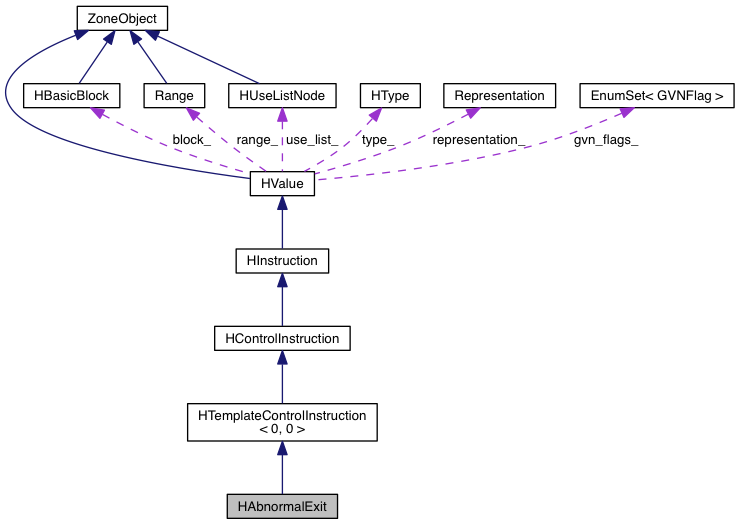 ZoneObject
HBasicBlock
Range
HUseListNode
HType
Representation
EnumSet< GVNFlag >
block_
range_
use_list_
type_
representation_
gvn_flags_
HValue
HInstruction
HControlInstruction
HTemplateControlInstruction
< 0, 0 >
HAbnormalExit